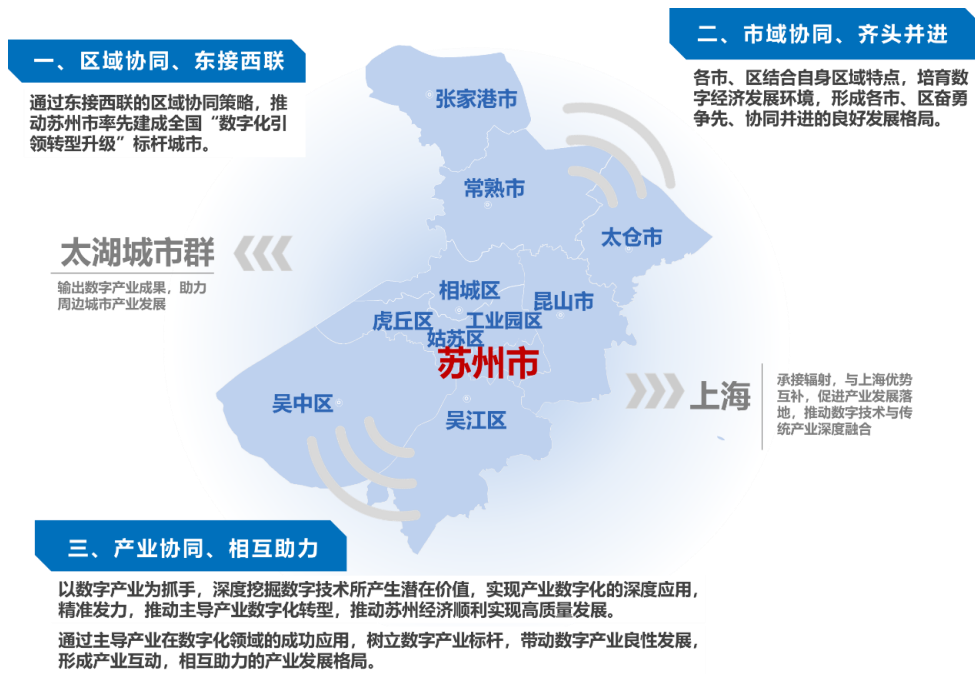 一、区域协同、东接西联
通过东接西联的区域协同策略，推
动苏州市率先建成全国“数字化引
领转型升级”标杆城市。
二、市域协同、齐头并进
各市、区结合自身区域特点，培育数
字经济发展环境，形成各市、区奋勇
争先、协同并进的良好发展格局。
张家港市
常熟市
太仓市
太湖城市群
输出数字产业成果，助力
周边城市产业发展
相城区
昆山市
虎丘区
工业园区
姑苏区
苏州市
吴中区
吴江区
上海
承接辐射，与上海优势
互补，促进产业发展落
地，推动数字技术与传
统产业深度融合
三、产业协同、相互助力
以数字产业为抓手，深度挖掘数字技术所产生潜在价值，实现产业数字化的深度应用，
精准发力，推动主导产业数字化转型，推动苏州经济顺利实现高质量发展。
通过主导产业在数字化领域的成功应用，树立数字产业标杆，带动数字产业良性发展，
形成产业互动，相互助力的产业发展格局。